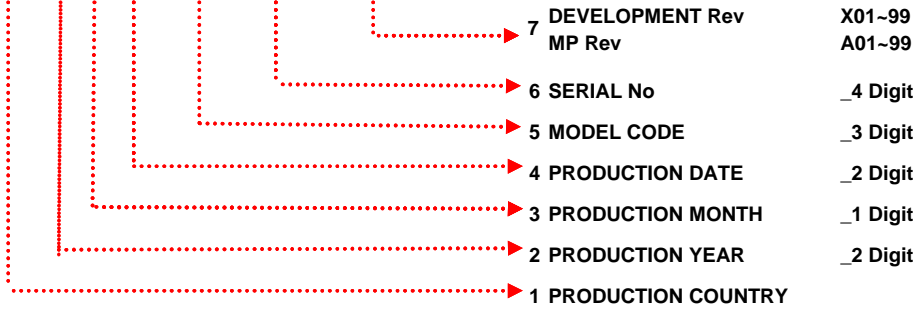 7 DEVELOPMENT Rev X01~99
MP Rev A01~99
6 SERIAL No _4 Digit
5 MODEL CODE _3 Digit
4 PRODUCTION DATE _2 Digit
3 PRODUCTION MONTH _1 Digit
2 PRODUCTION YEAR _2 Digit
1 PRODUCTION COUNTRY